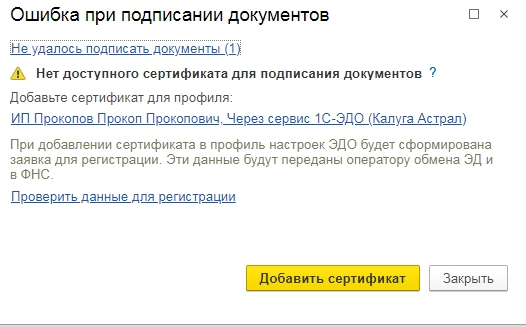 Ошибка при подписании документов
Не удалось подписать документы (1)
Нет доступного сертификата для подписания документов ?
Добавьте сертификат для профиля:
ИП Прокопов Прокоп Прокопович, Через сервис 1С-ЭДО (Калуга Астрал)
При добавлении сертификата в профиль настроек ЭДО будет сформирована
заявка для регистрации. Эти данные будут переданы оператору обмена ЭД и
в ФНС.
Проверить данные для регистрации
Добавить сертификат
Закрыть